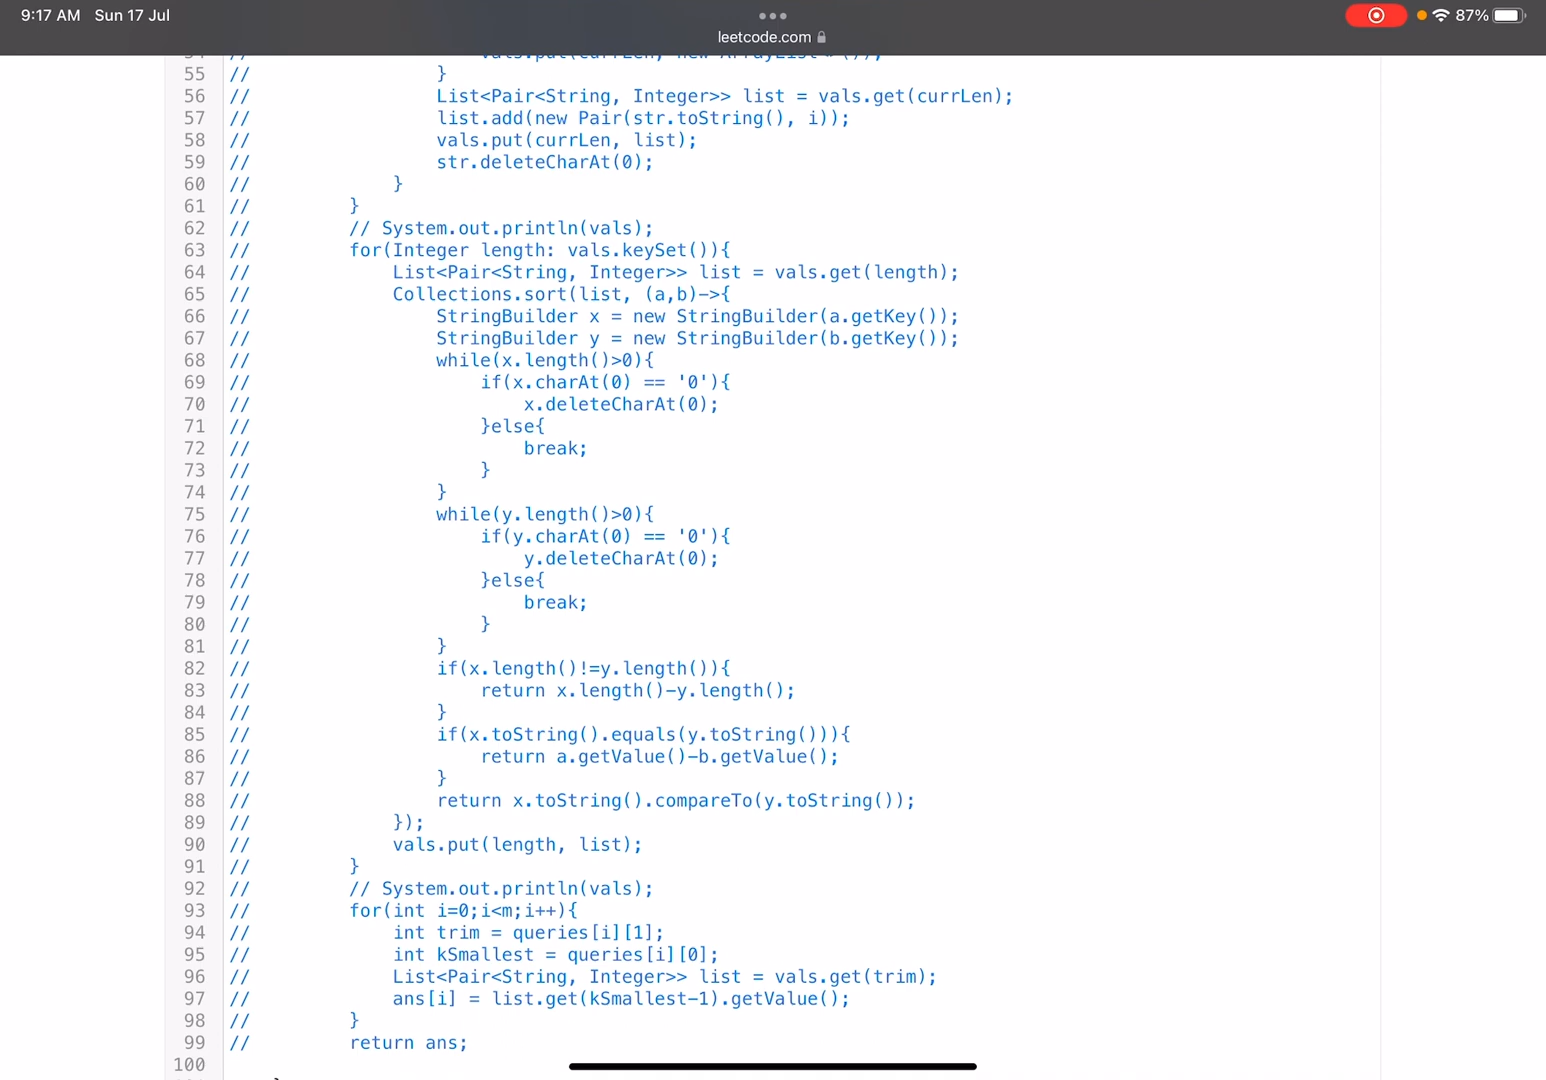 9:17 AM Sun 17 Jul
87%
leetcode.com
54 // vals.put(currLen, new ArrayList<>());
55 // }
56 // List<Pair<String, Integer>> list = vals.get(currLen);
57 // list.add(new Pair(str.toString(), i));
58 // vals.put(currLen, list);
59 // str.deleteCharAt(0);
60 // }
61 // }
62 // // System.out.println(vals);
63 // for(Integer length: vals.keySet()){
64 // List<Pair<String, Integer>> list = vals.get(length);
65 // Collections.sort(list, (a,b)->{
66 // StringBuilder x = new StringBuilder(a.getKey());
67 // StringBuilder y = new StringBuilder(b.getKey());
68 // while(x.length()>0){
69 // if(x.charAt(0) == '0'){
70 // x.deleteCharAt(0);
71 // }else{
72 // break;
73 // }
74 // }
75 // while(y.length()>0){
76 // if(y.charAt(0) == '0'){
77 // y.deleteCharAt(0);
78 // }else{
79 // break;
80 // }
81 // }
82 // if(x.length()!=y.length()){
83 // return x.length()-y.length();
84 // }
85 // if(x.toString().equals(y.toString())){
86 // return a.getValue()-b.getValue();
87 // }
88 // return x.toString().compareTo(y.toString());
89 // });
90 // vals.put(length, list);
91 // }
92 // // System.out.println(vals);
93 // for(int i=0;i<m;i++){
94 // int trim = queries[i][1];
95 // int kSmallest = queries[i][0];
96 // List<Pair<String, Integer>> list = vals.get(trim);
97 // ans[i] = list.get(kSmallest-1).getValue();
98 // }
99 // return ans;
100